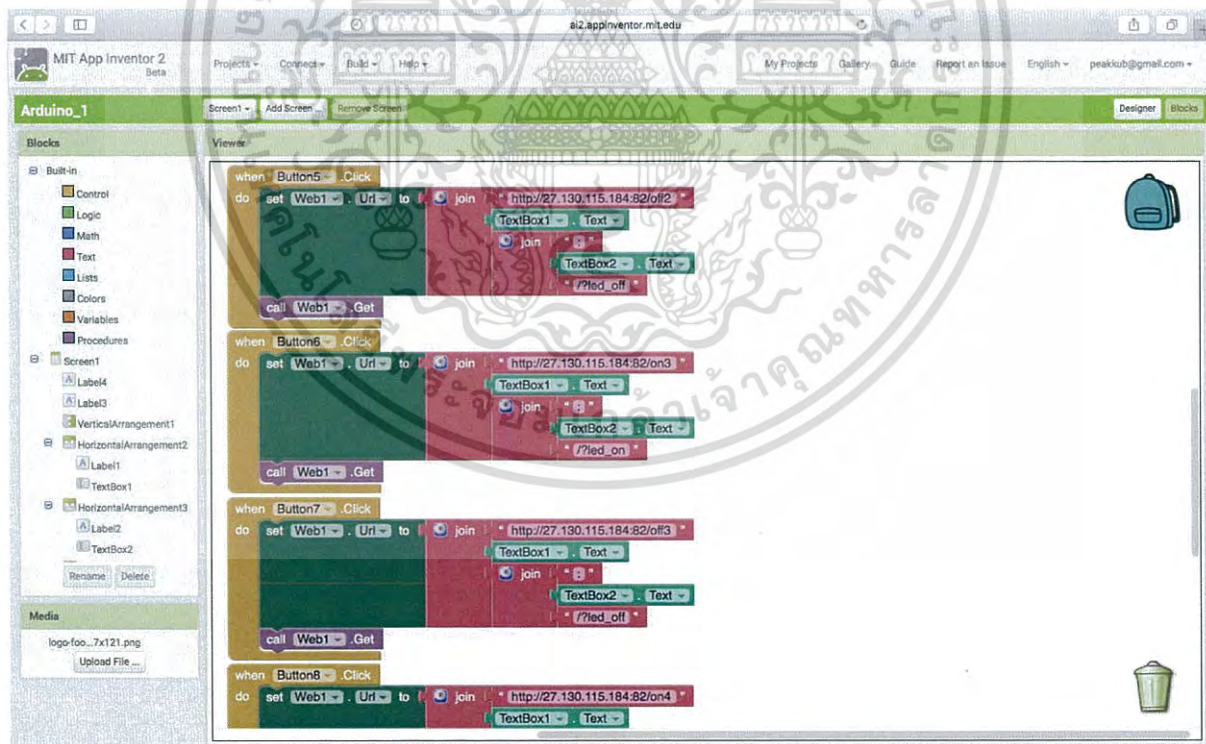 ai2.appinventor.mit.edu
MIT App Inventor 2
Beta
Projects Connect Build Help My Projects Gallery Guide Report an Issue English peakkub@gmail.com
Arduino_1 Screen1 Add Screen ... Remove Screen Designer Blocks
Blocks
Viewer
Built-in
Control
Logic
Math
Text
Lists
Colors
Variables
Procedures
Screen1
Label4
Label3
VerticalArrangement1
HorizontalArrangement2
Label1
TextBox1
HorizontalArrangement3
Label2
TextBox2
Rename Delete
Media
logo-foo...7x121.png
Upload File ...
when Button5 .Click
do set Web1 . Url to join " http://27.130.115.184:82/off2 "
TextBox1 . Text
join " : "
TextBox2 . Text
" /?led_off "
call Web1 .Get
when Button6 .Click
do set Web1 . Url to join " http://27.130.115.184:82/on3 "
TextBox1 . Text
join " : "
TextBox2 . Text
" /?led_on "
call Web1 .Get
when Button7 .Click
do set Web1 . Url to join " http://27.130.115.184:82/off3 "
TextBox1 . Text
join " : "
TextBox2 . Text
" /?led_off "
call Web1 .Get
when Button8 .Click
do set Web1 . Url to join " http://27.130.115.184:82/on4 "
TextBox1 . Text